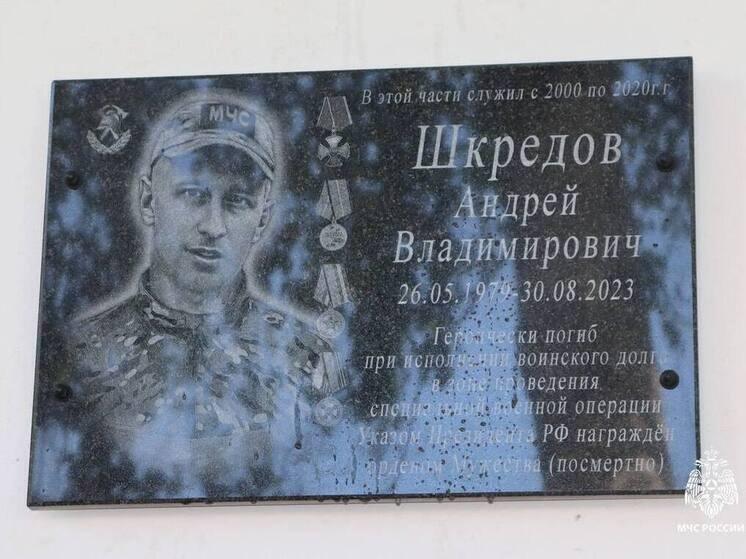 МЧС
В этой части служил с 2000 по 2020г.г
Шкредов
Андрей
Владимирович
26.05.1979-30.08.2023
Героически погиб
при исполнении воинского долга
в зоне проведения
специальной военной операции
Указом Президента РФ награждён
орденом Мужества (посмертно)
МЧС РОССИИ